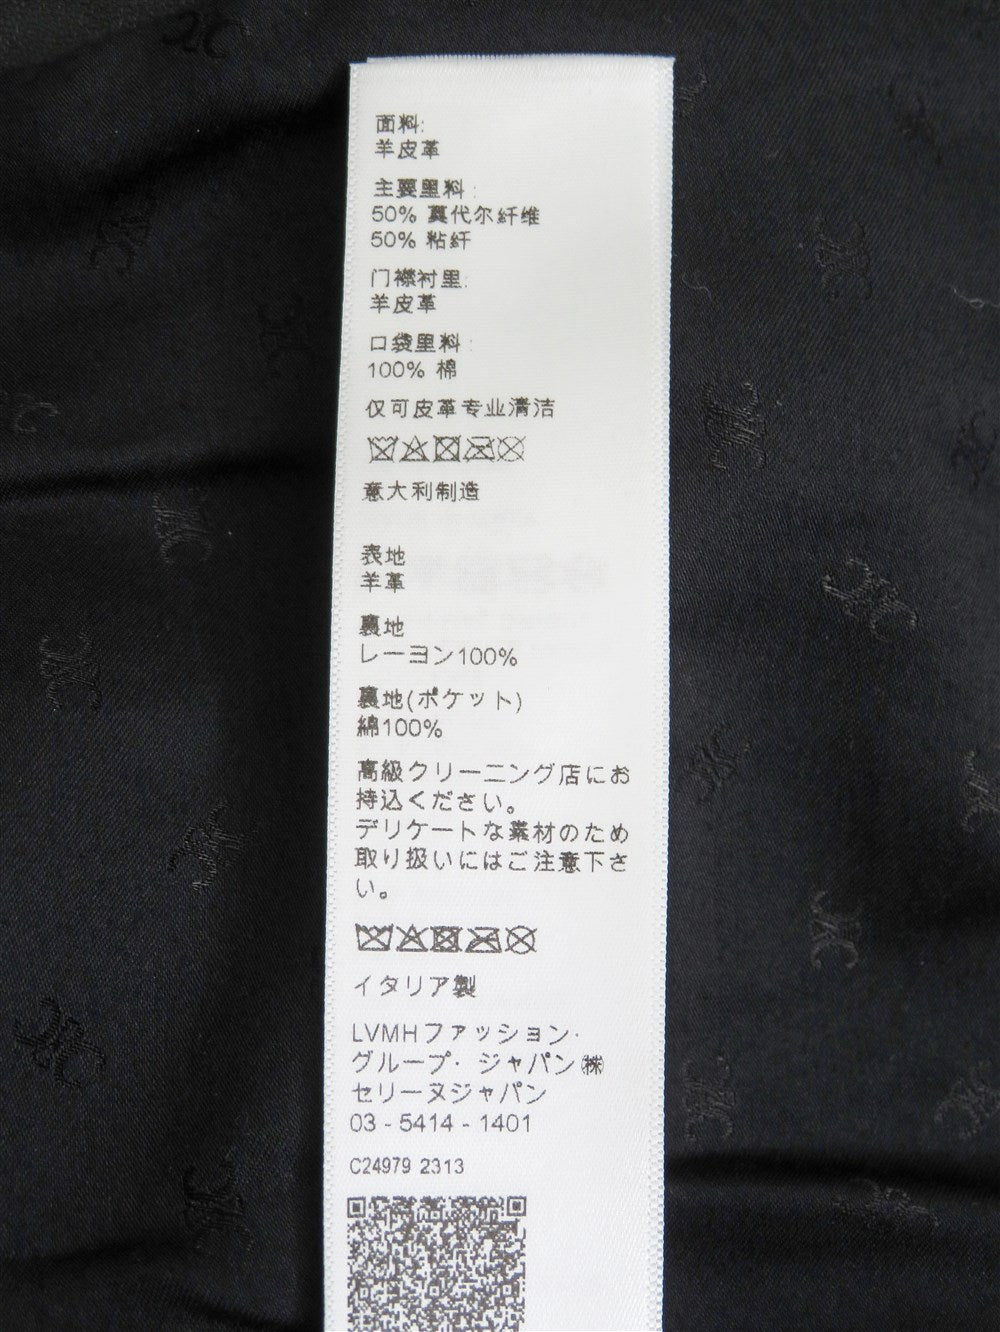 面料:
羊皮革
主要里料:
50% 莫代尔纤维
50% 粘纤
门襟衬里:
羊皮革
口袋里料:
100% 棉
仅可皮革专业清洁
意大利制造
表地
羊革
裏地
レーヨン100%
裏地(ポケット)
綿100%
高級クリーニング店にお
持込ください。
デリケートな素材のため
取り扱いにはご注意下さ
い。
イタリア製
LVMHファッション·
グループ· ジャパン㈱
セリーヌジャパン
03 - 5414 - 1401
C24979 2313